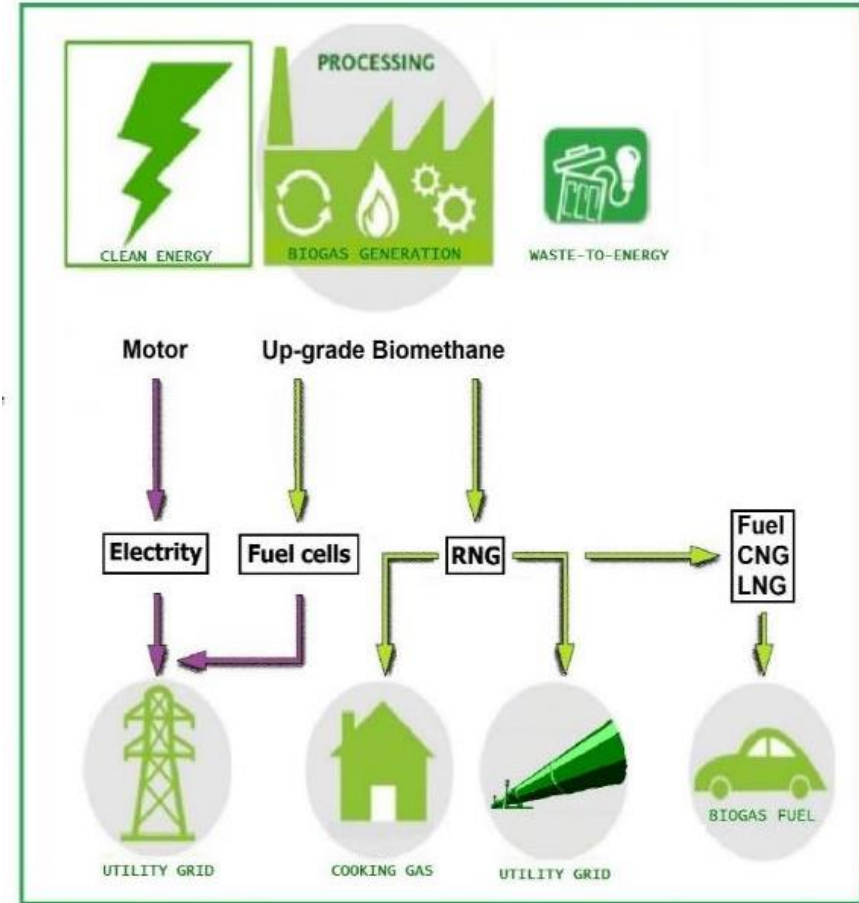 PROCESSING
CLEAN ENERGY
BIOGAS GENERATION
WASTE-TO-ENERGY
Motor
Up-grade Biomethane
Electrity
Fuel cells
RNG
Fuel
CNG
LNG
UTILITY GRID
COOKING GAS
UTILITY GRID
BIOGAS FUEL